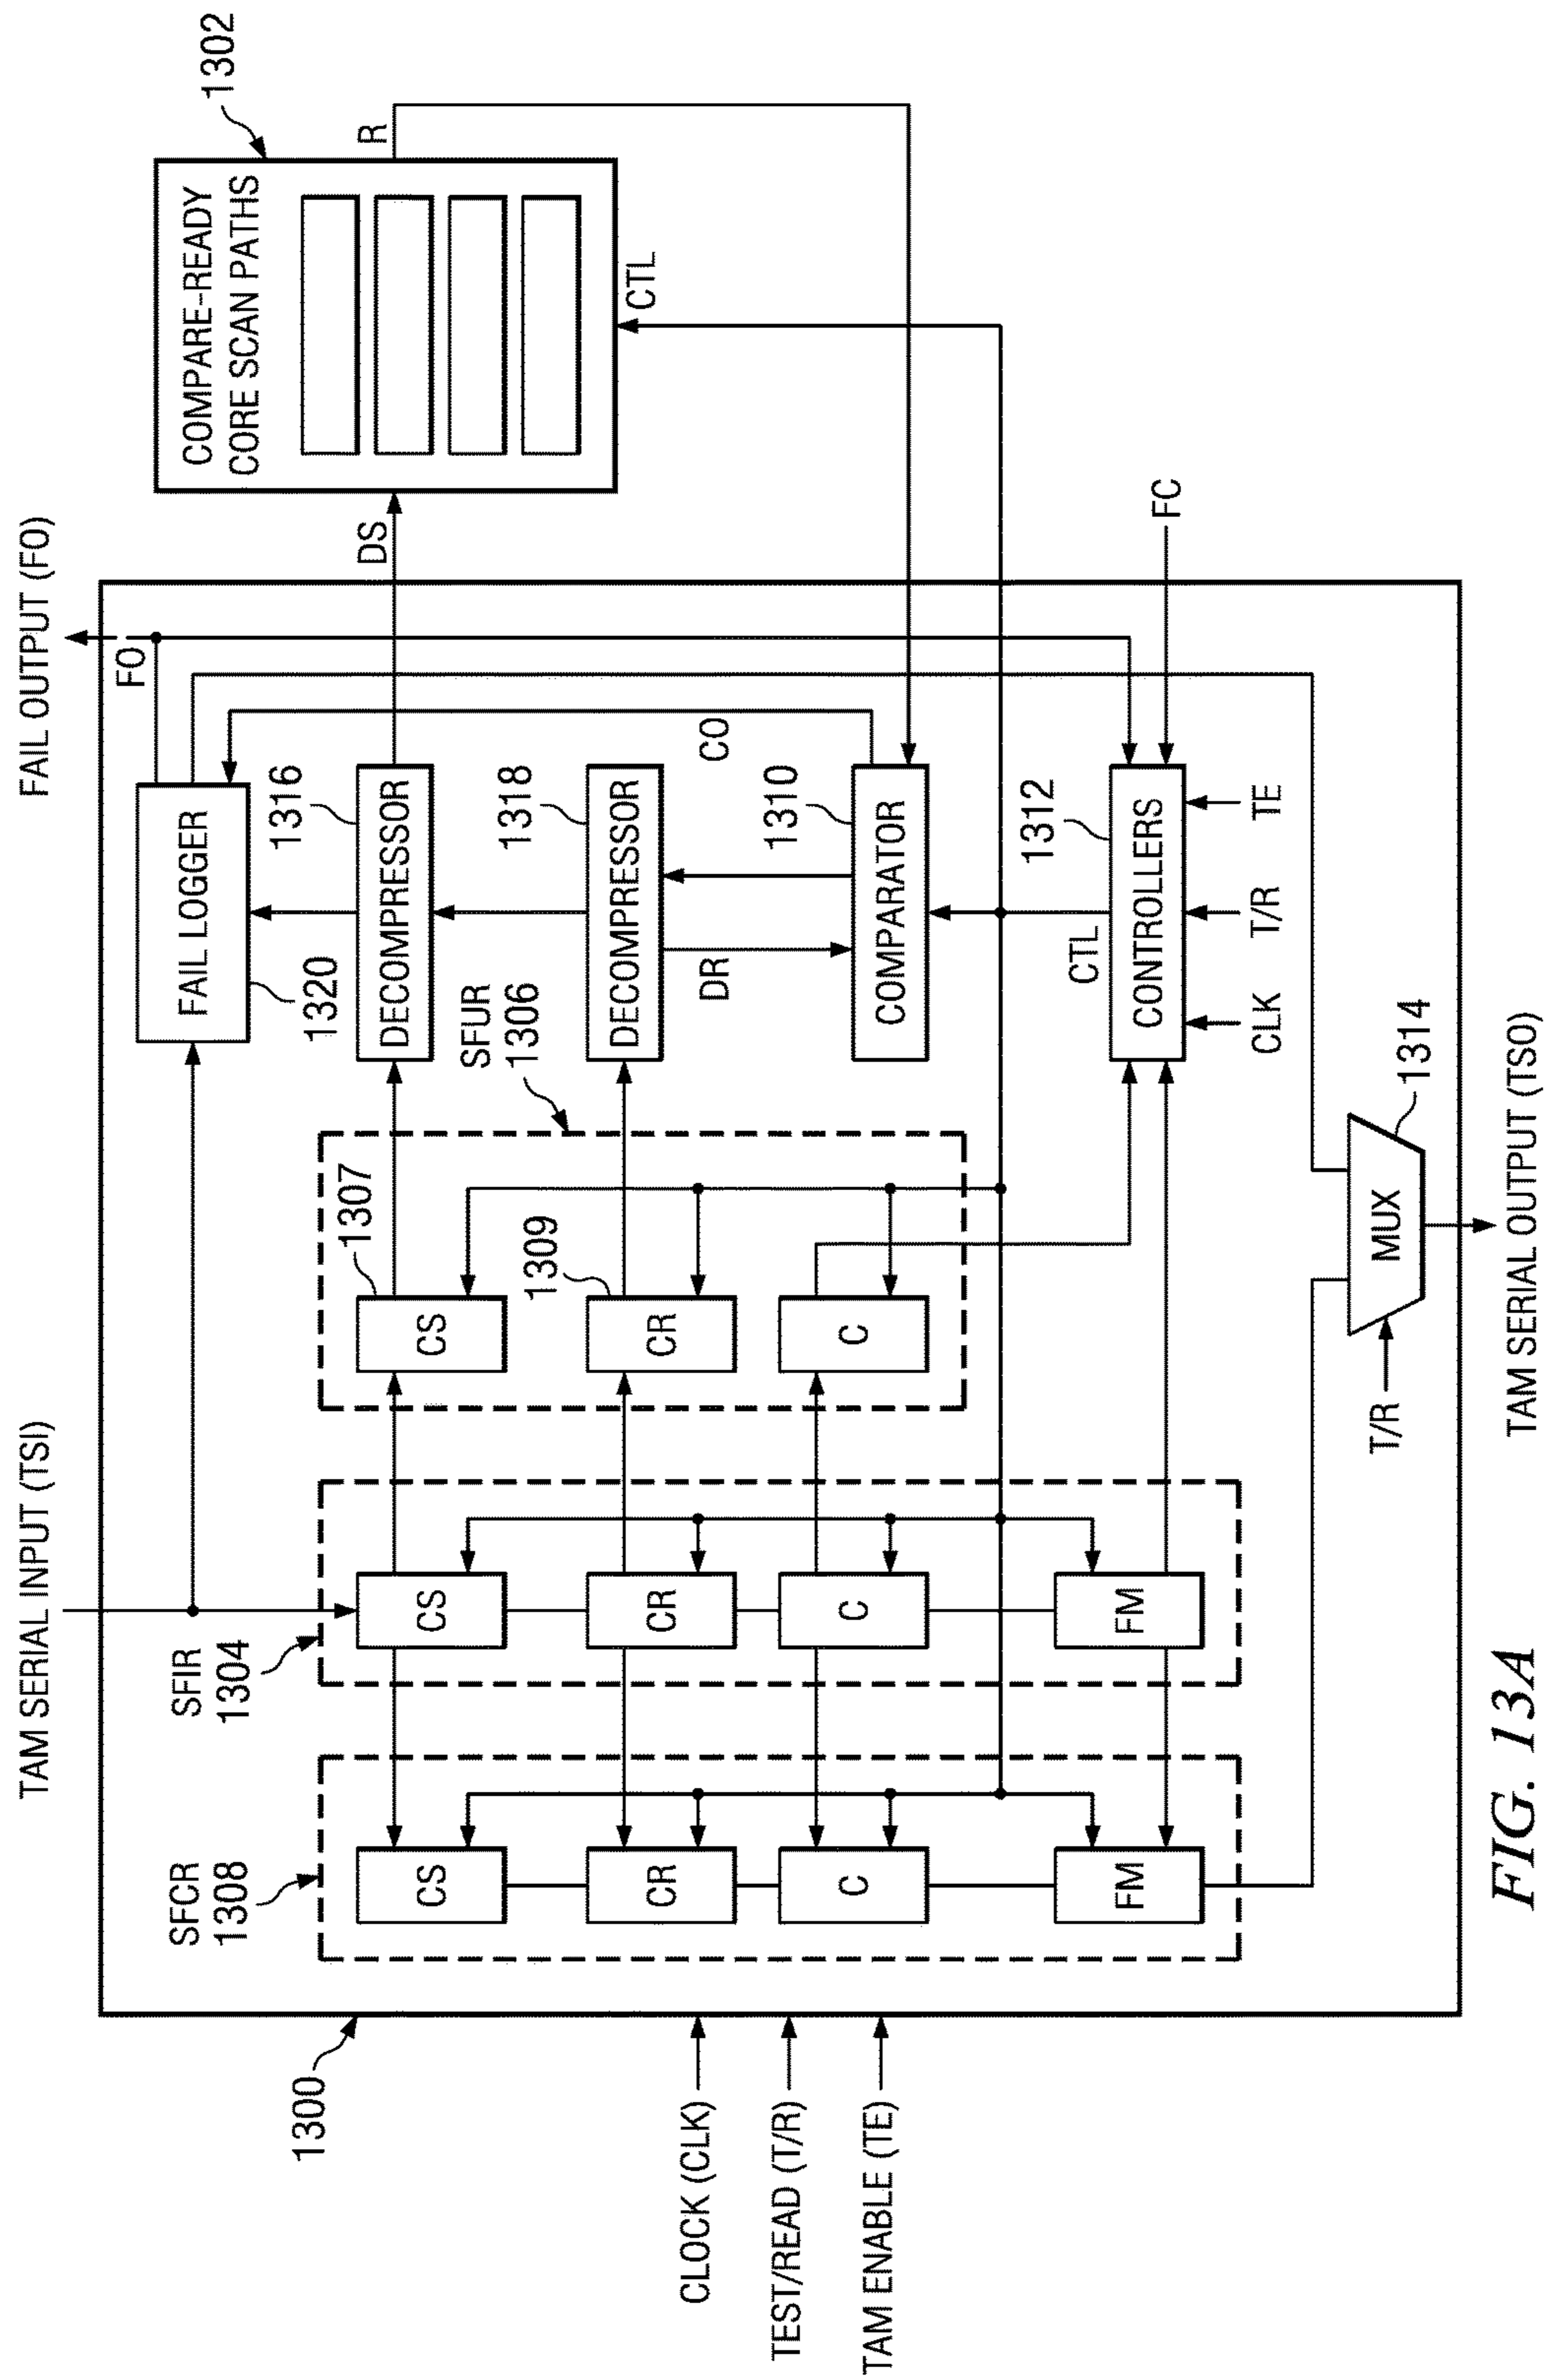 TAM SERIAL INPUT (TSI)
FAIL OUTPUT (FO)
1300
SFCR
1308
SFIR
1304
FAIL LOGGER
1320
FO
COMPARE-READY
CORE SCAN PATHS
1302
CS
CS
CS
1307
DECOMPRESSOR
1316
DS
R
SFUR
1306
CR
CR
CR
1309
DECOMPRESSOR
1318
DR
CO
CTL
C
C
C
COMPARATOR
1310
CTL
FM
FM
CONTROLLERS
1312
FC
CLK
T/R
TE
CLOCK (CLK)
TEST/READ (T/R)
TAM ENABLE (TE)
T/R
MUX
1314
TAM SERIAL OUTPUT (TSO)
FIG. 13A